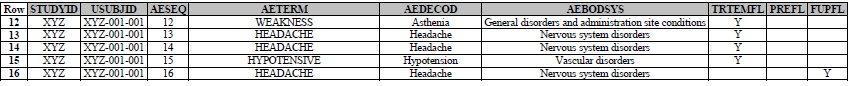 Row STUDYID USUBJID AESEQ AETERM AEDECOD AEBODSYS TRTEMFL PREFL FUPFL
12 XYZ XYZ-001-001 12 WEAKNESS Asthenia General disorders and administration site conditions Y
13 XYZ XYZ-001-001 13 HEADACHE Headache Nervous system disorders Y
14 XYZ XYZ-001-001 14 HEADACHE Headache Nervous system disorders Y
15 XYZ XYZ-001-001 15 HYPOTENSIVE Hypotension Vascular disorders Y
16 XYZ XYZ-001-001 16 HEADACHE Headache Nervous system disorders Y